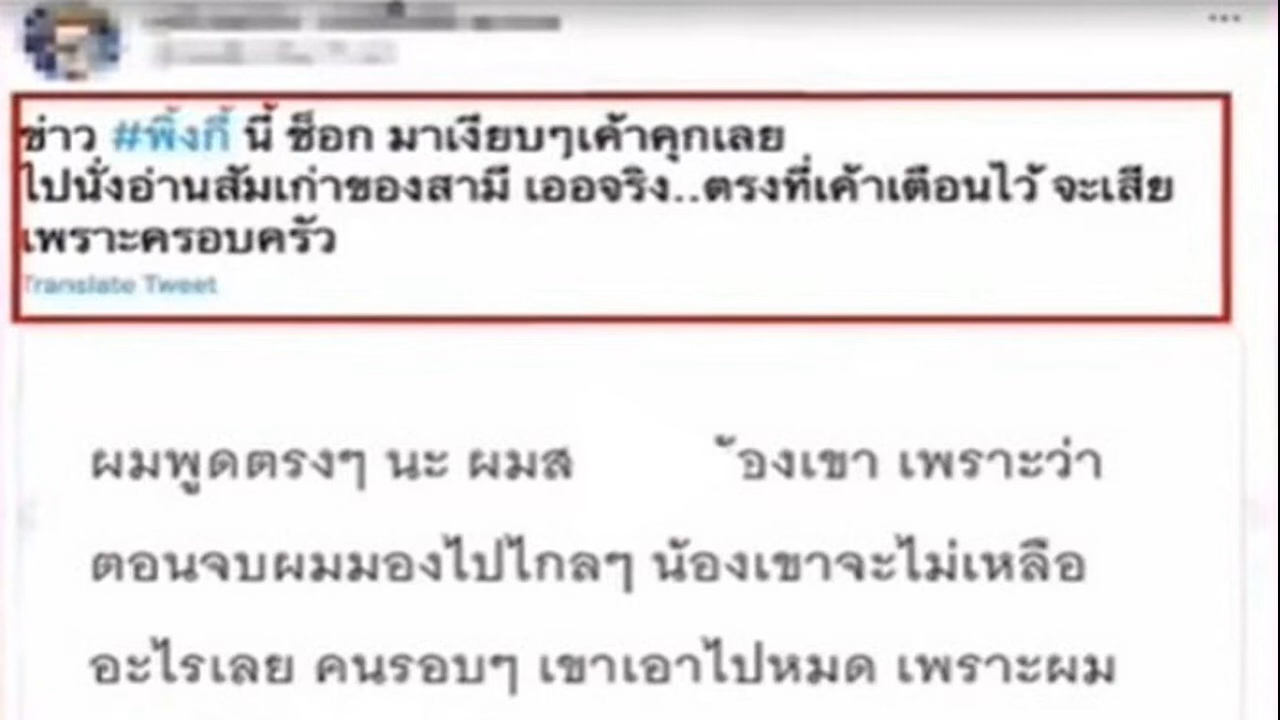 ข่าว #พิ้งกี้ นี้ ช็อก มาเงียบๆเค้าคุกเลย
ไปนั่งอ่านสัมเก่าของสามี เออจริง..ตรงที่เค้าเตือนไว้ จะเสีย
เพราะครอบครัว
Translate Tweet
ผมพูดตรงๆ นะ ผมส ้องเขา เพราะว่า
ตอนจบผมมองไปไกลๆ น้องเขาจะไม่เหลือ
อะไรเลย คนรอบๆ เขาเอาไปหมด เพราะผม